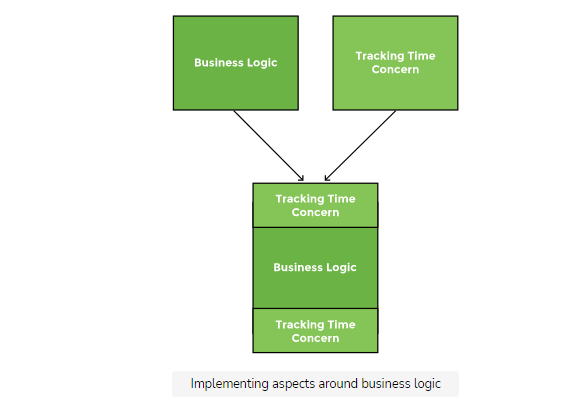 Business Logic
Tracking Time
Concern
Tracking Time
Concern
Business Logic
Tracking Time
Concern
Implementing aspects around business logic